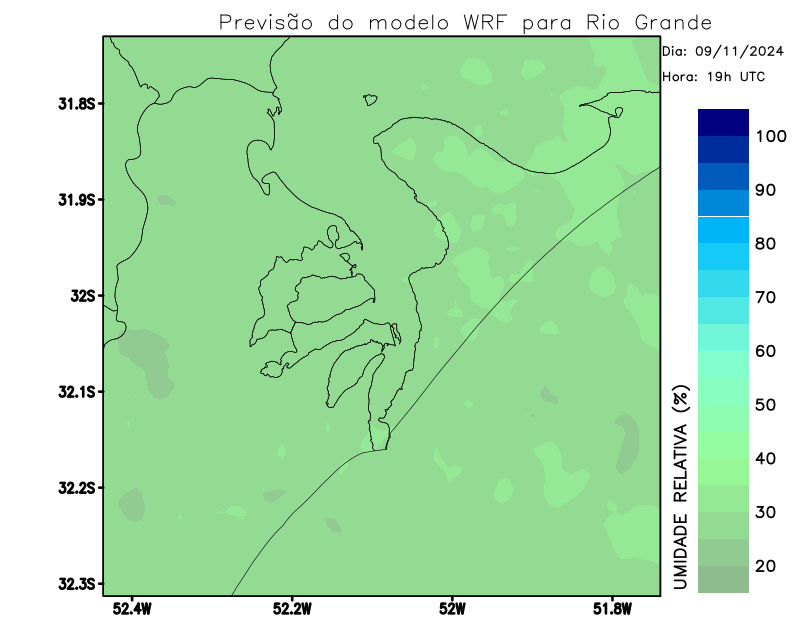 Previsão do modelo WRF para Rio Grande
Dia: 09/11/2024
Hora: 19h UTC
31.8S
31.9S
32S
32.1S
32.2S
32.3S
52.4W 52.2W 52W 51.8W
100
90
80
70
60
50
40
30
20
UMIDADE RELATIVA (%)